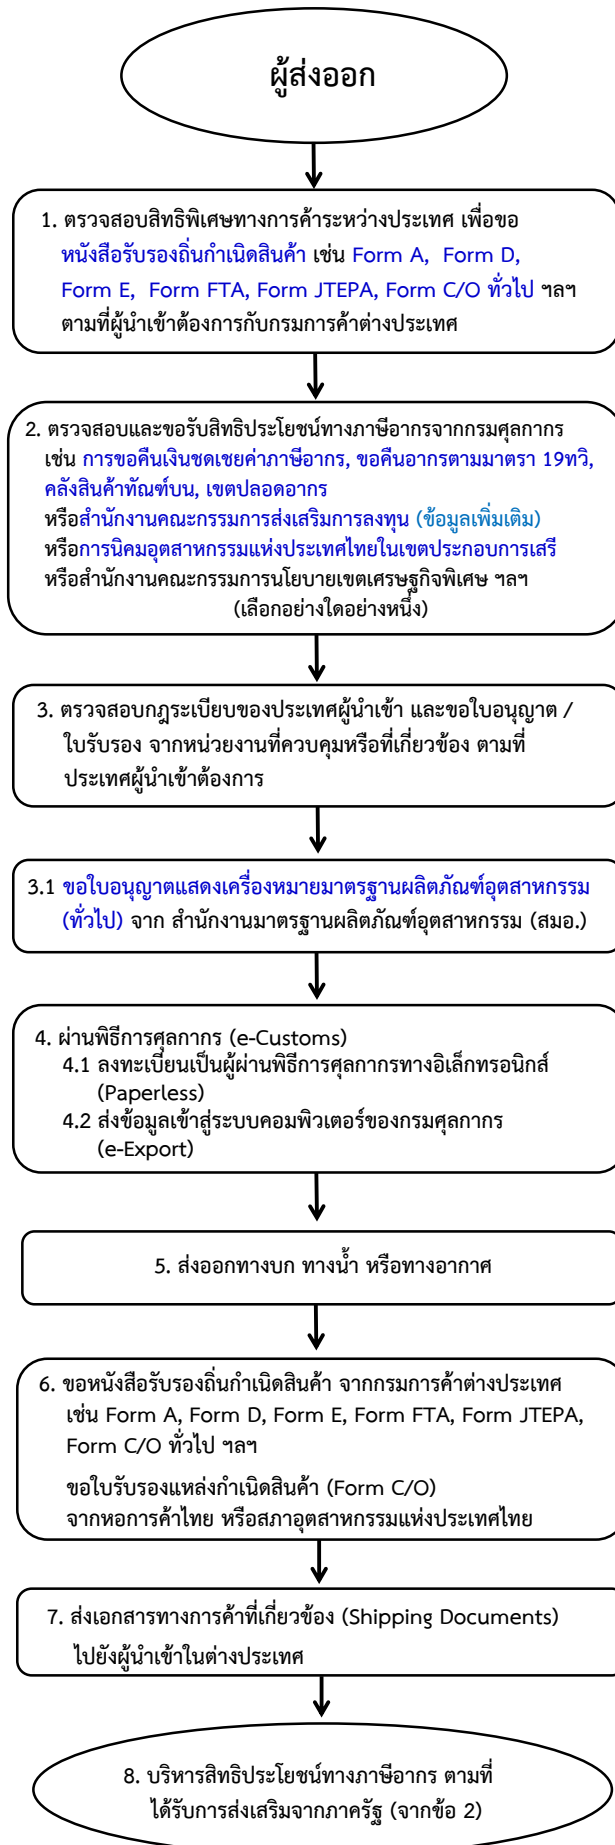 ผู้ส่งออก
1. ตรวจสอบสิทธิพิเศษทางการค้าระหว่างประเทศ เพื่อขอ
หนังสือรับรองถิ่นกำเนิดสินค้า เช่น Form A, Form D,
Form E, Form FTA, Form JTEPA, Form C/O ทั่วไป ฯลฯ
ตามที่ผู้นำเข้าต้องการกับกรมการค้าต่างประเทศ
2. ตรวจสอบและขอรับสิทธิประโยชน์ทางภาษีอากรจากกรมศุลกากร
เช่น การขอคืนเงินชดเชยค่าภาษีอากร, ขอคืนอากรตามมาตรา 19ทวิ,
คลังสินค้าทัณฑ์บน, เขตปลอดอากร
หรือสำนักงานคณะกรรมการส่งเสริมการลงทุน (ข้อมูลเพิ่มเติม)
หรือการนิคมอุตสาหกรรมแห่งประเทศไทยในเขตประกอบการเสรี
หรือสำนักงานคณะกรรมการนโยบายเขตเศรษฐกิจพิเศษ ฯลฯ
(เลือกอย่างใดอย่างหนึ่ง)
3. ตรวจสอบกฎระเบียบของประเทศผู้นำเข้า และขอใบอนุญาต /
ใบรับรอง จากหน่วยงานที่ควบคุมหรือที่เกี่ยวข้อง ตามที่
ประเทศผู้นำเข้าต้องการ
3.1 ขอใบอนุญาตแสดงเครื่องหมายมาตรฐานผลิตภัณฑ์อุตสาหกรรม
(ทั่วไป) จาก สำนักงานมาตรฐานผลิตภัณฑ์อุตสาหกรรม (สมอ.)
4. ผ่านพิธีการศุลกากร (e-Customs)
4.1 ลงทะเบียนเป็นผู้ผ่านพิธีการศุลกากรทางอิเล็กทรอนิกส์
(Paperless)
4.2 ส่งข้อมูลเข้าสู่ระบบคอมพิวเตอร์ของกรมศุลกากร
(e-Export)
5. ส่งออกทางบก ทางน้ำ หรือทางอากาศ
6. ขอหนังสือรับรองถิ่นกำเนิดสินค้า จากกรมการค้าต่างประเทศ
เช่น Form A, Form D, Form E, Form FTA, Form JTEPA,
Form C/O ทั่วไป ฯลฯ
ขอใบรับรองแหล่งกำเนิดสินค้า (Form C/O)
จากหอการค้าไทย หรือสภาอุตสาหกรรมแห่งประเทศไทย
7. ส่งเอกสารทางการค้าที่เกี่ยวข้อง (Shipping Documents)
ไปยังผู้นำเข้าในต่างประเทศ
8. บริหารสิทธิประโยชน์ทางภาษีอากร ตามที่
ได้รับการส่งเสริมจากภาครัฐ (จากข้อ 2)